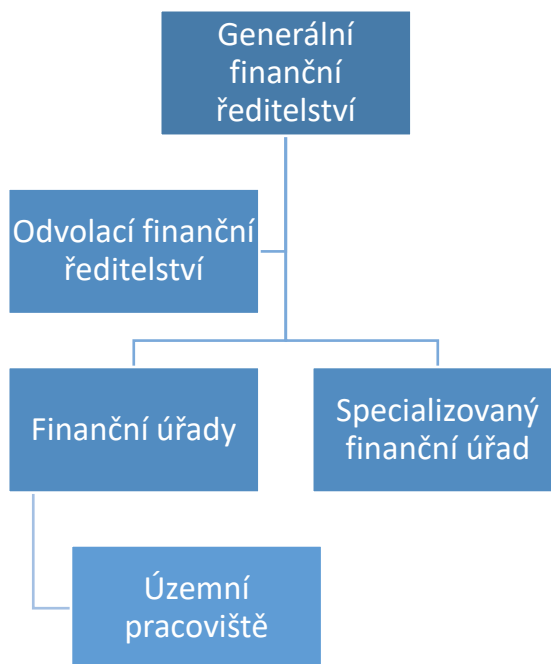 Generální
finanční
ředitelství
Odvolací finanční
ředitelství
Finanční úřady
Specializovaný
finanční úřad
Územní
pracoviště